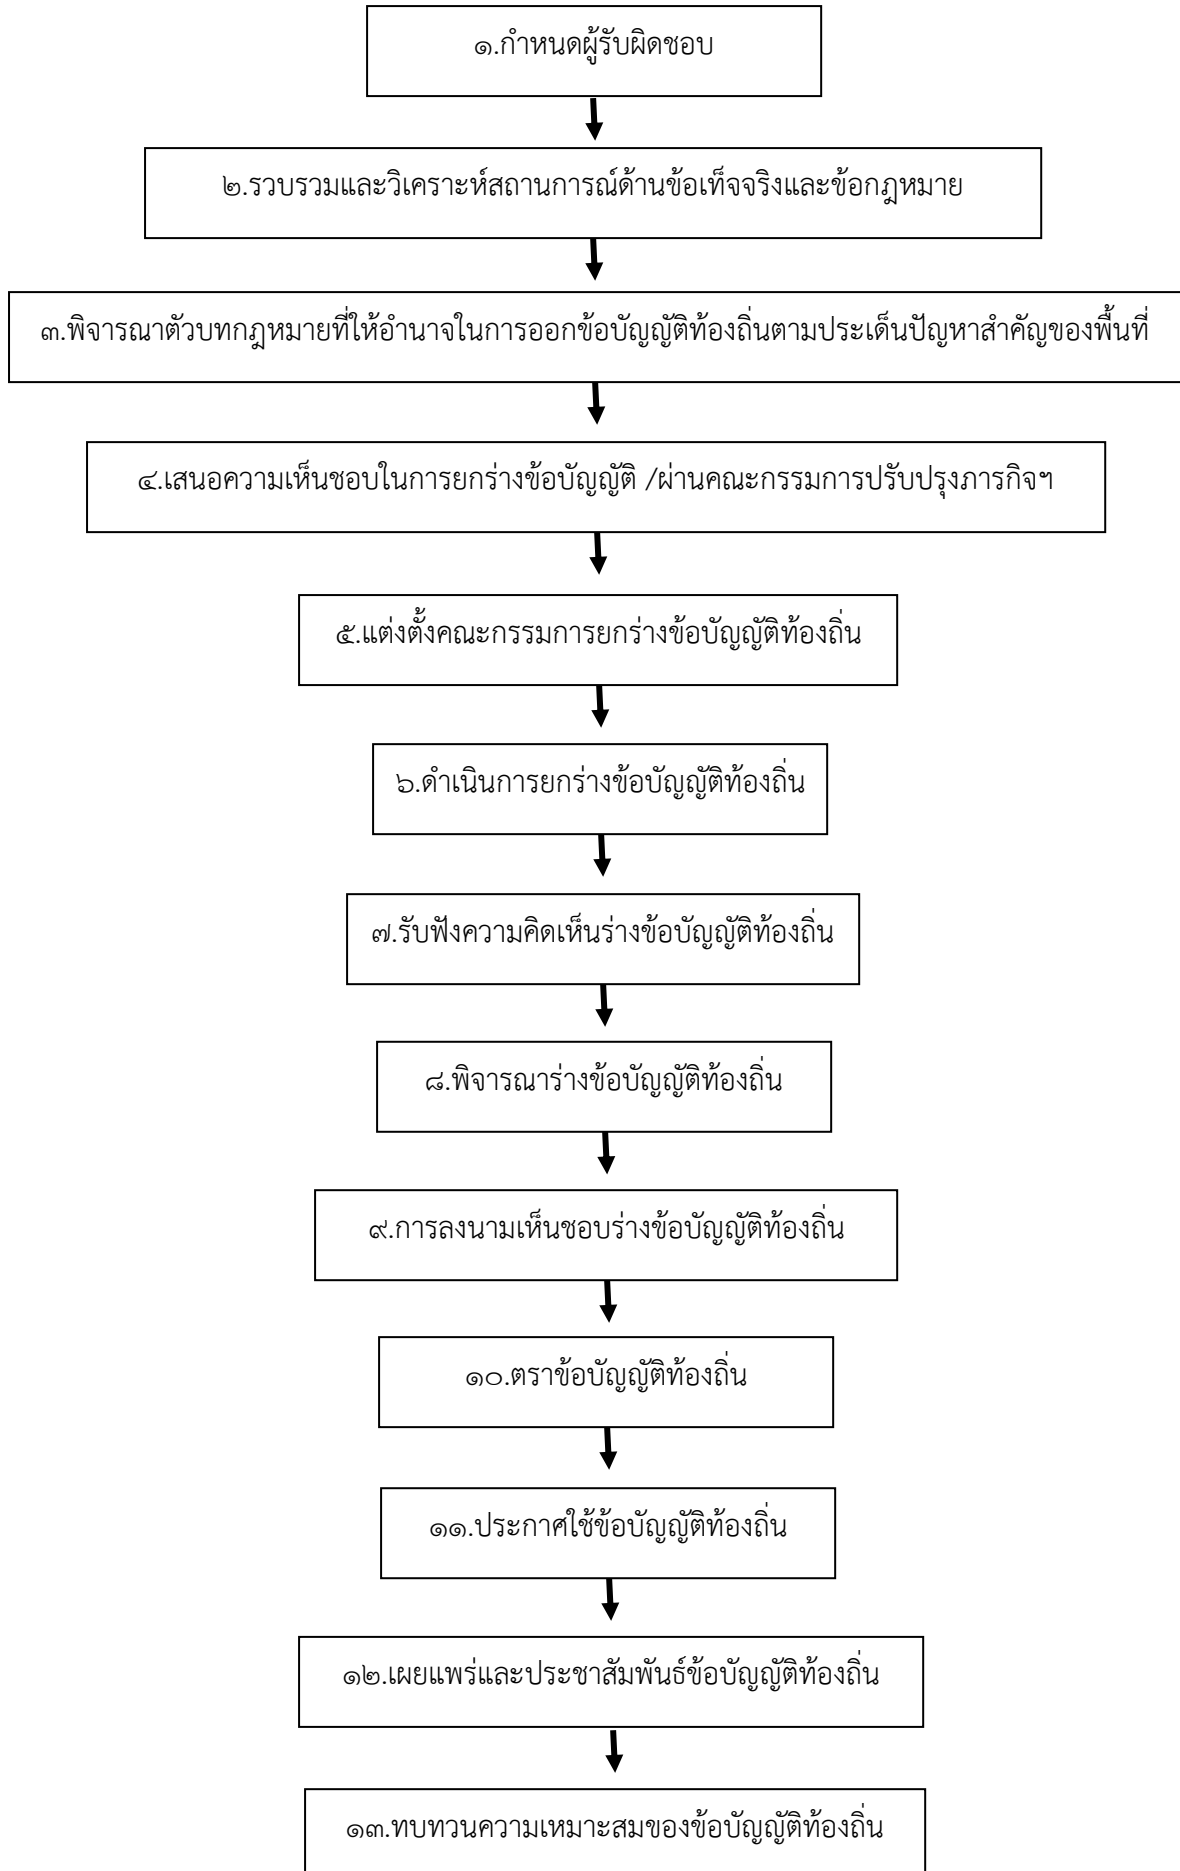 ๑.กำหนดผู้รับผิดชอบ
๒.รวบรวมและวิเคราะห์สถานการณ์ด้านข้อเท็จจริงและข้อกฎหมาย
๓.พิจารณาตัวบทกฎหมายที่ให้อำนาจในการออกข้อบัญญัติท้องถิ่นตามประเด็นปัญหาสำคัญของพื้นที่
๔.เสนอความเห็นชอบในการยกร่างข้อบัญญัติ /ผ่านคณะกรรมการปรับปรุงภารกิจฯ
๕.แต่งตั้งคณะกรรมการยกร่างข้อบัญญัติท้องถิ่น
๖.ดำเนินการยกร่างข้อบัญญัติท้องถิ่น
๗.รับฟังความคิดเห็นร่างข้อบัญญัติท้องถิ่น
๘.พิจารณาร่างข้อบัญญัติท้องถิ่น
๙.การลงนามเห็นชอบร่างข้อบัญญัติท้องถิ่น
๑๐.ตราข้อบัญญัติท้องถิ่น
๑๑.ประกาศใช้ข้อบัญญัติท้องถิ่น
๑๒.เผยแพร่และประชาสัมพันธ์ข้อบัญญัติท้องถิ่น
๑๓.ทบทวนความเหมาะสมของข้อบัญญัติท้องถิ่น